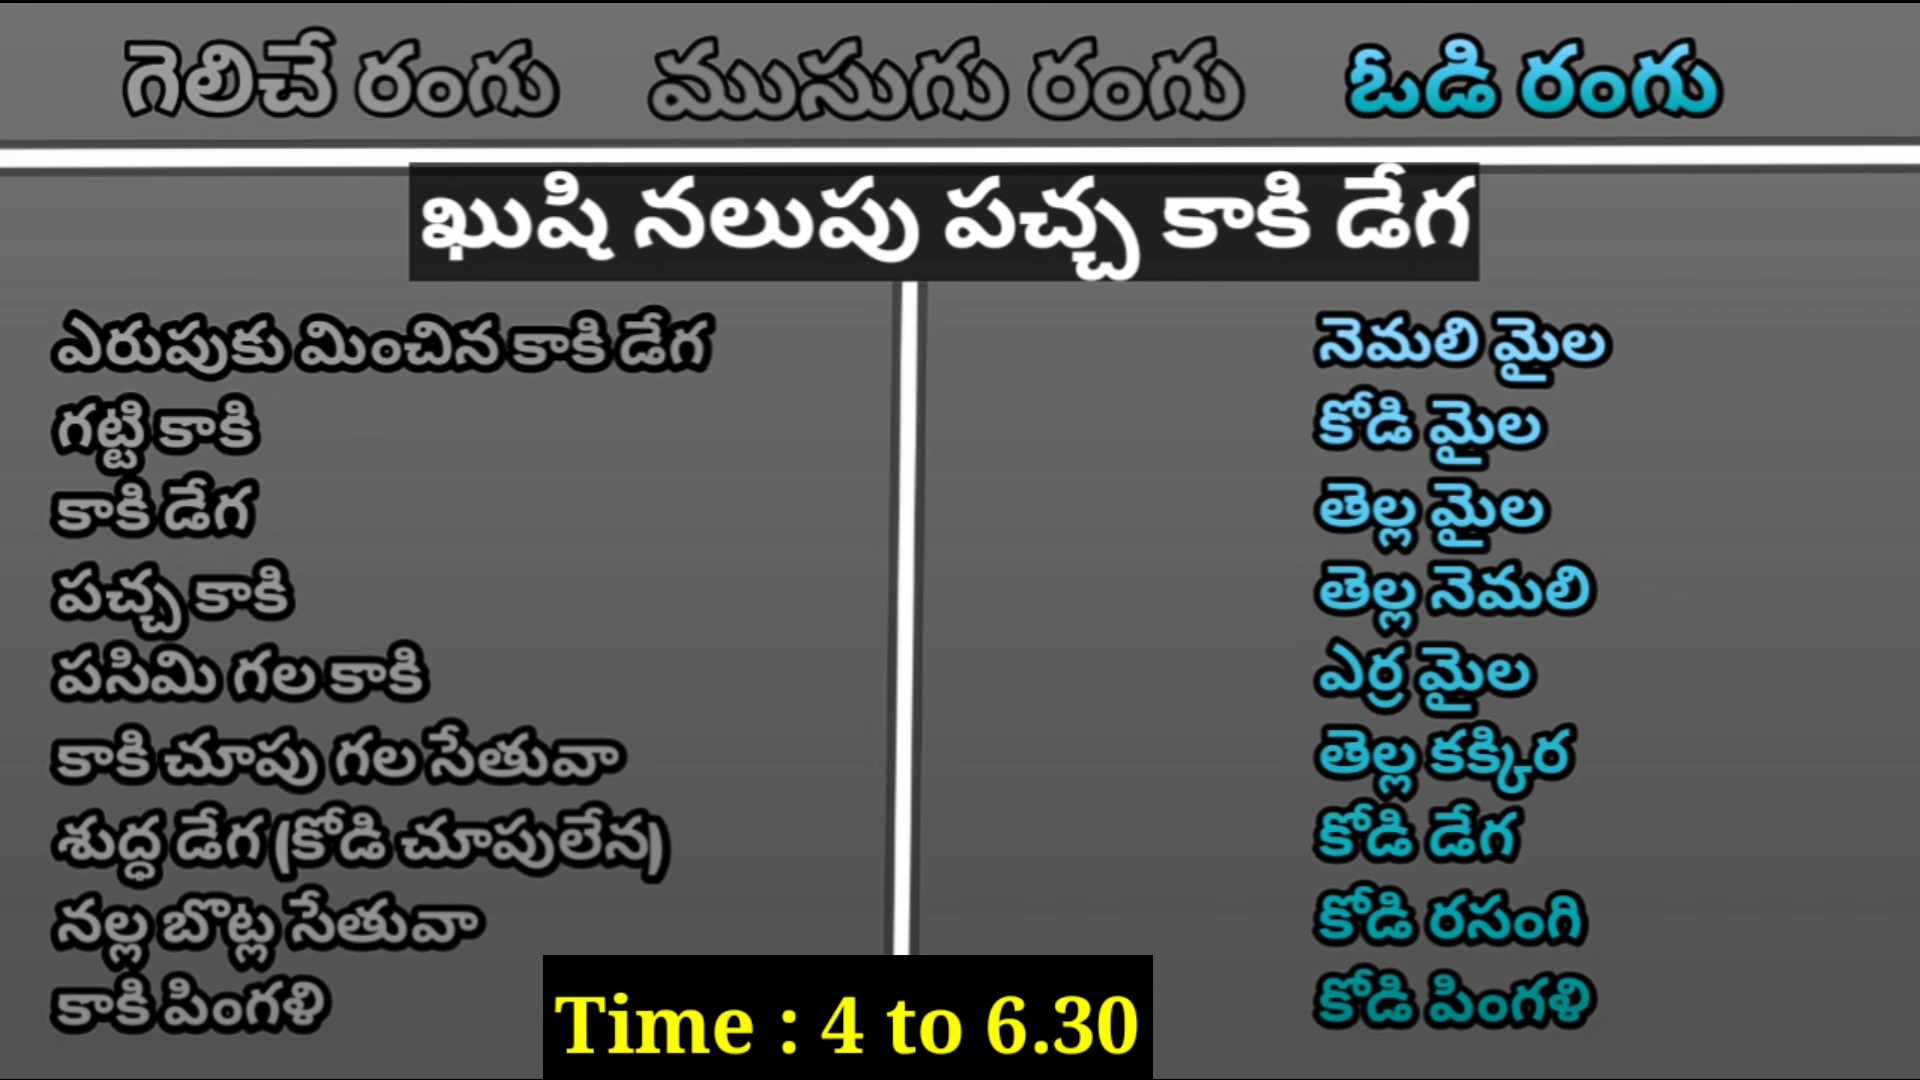 గెలిచే రంగు ముసుగు రంగు ఓడి రంగు
ఖుషి నలుపు పచ్చ కాకి డేగ
ఎరుపుకు మించిన కాకి డేగ
గట్టి కాకి
కాకి డేగ
పచ్చ కాకి
పసిమి గల కాకి
కాకి చూపు గల సేతువా
శుద్ధ డేగ (కోడి చూపులేన)
నల్ల బొట్ల సేతువా
కాకి పింగళి
నెమలి మైల
కోడి మైల
తెల్ల మైల
తెల్ల నెమలి
ఎర్ర మైల
తెల్ల కక్కిర
కోడి డేగ
కోడి రసంగి
కోడి పింగళి
Time : 4 to 6.30